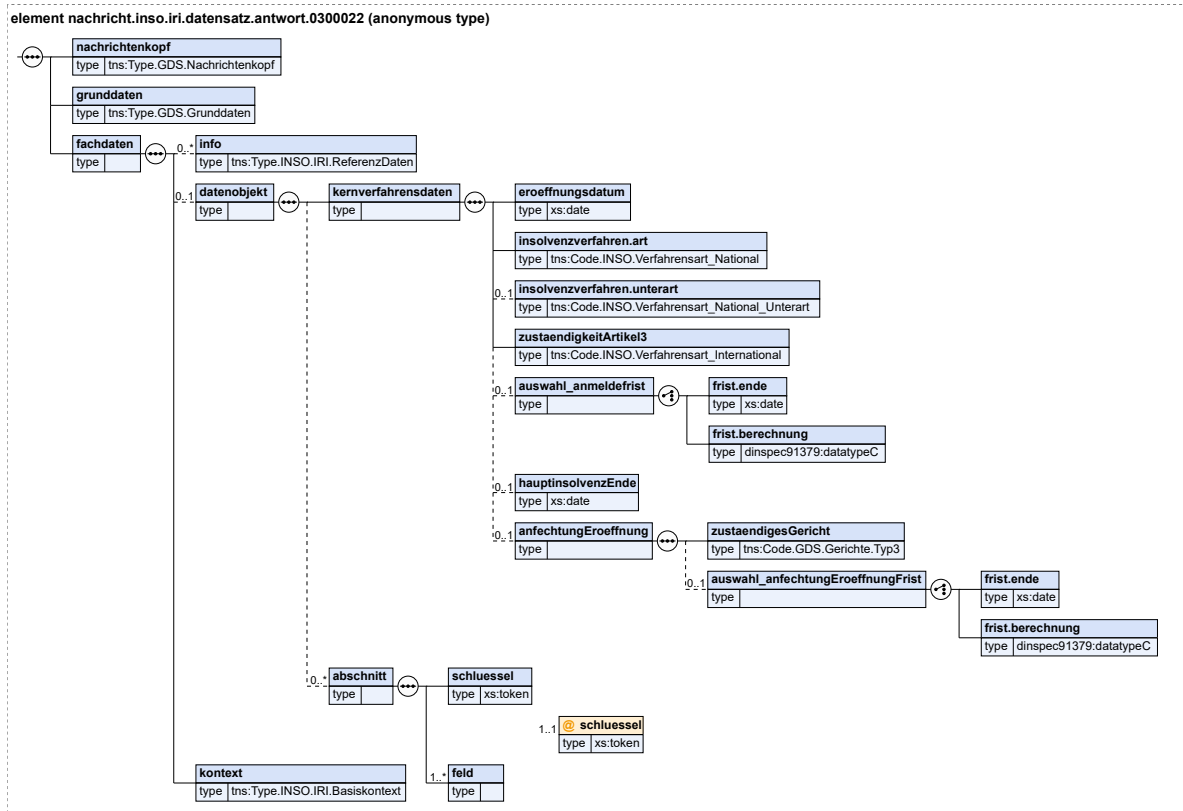 element nachricht.inso.iri.datensatz.antwort.0300022 (anonymous type)
nachrichtenkopf
type tns:Type.GDS.Nachrichtenkopf
grunddaten
type tns:Type.GDS.Grunddaten
fachdaten
type
0..* info
type tns:Type.INSO.IRI.ReferenzDaten
0..1 datenobjekt
type
kernverfahrensdaten
type
eroeffnungsdatum
type xs:date
insolvenzverfahren.art
type tns:Code.INSO.Verfahrensart_National
0..1 insolvenzverfahren.unterart
type tns:Code.INSO.Verfahrensart_National_Unterart
zustaendigkeitArtikel3
type tns:Code.INSO.Verfahrensart_International
0..1 auswahl_anmeldefrist
type
frist.ende
type xs:date
frist.berechnung
type dinspec91379:datatypeC
0..1 hauptinsolvenzEnde
type xs:date
0..1 anfechtungEroeffnung
type
zustaendigesGericht
type tns:Code.GDS.Gerichte.Typ3
0..1 auswahl_anfechtungEroeffnungFrist
type
frist.ende
type xs:date
frist.berechnung
type dinspec91379:datatypeC
0..* abschnitt
type
schluessel
type xs:token
1..1 @ schluessel
type xs:token
1..* feld
type
kontext
type tns:Type.INSO.IRI.Basiskontext